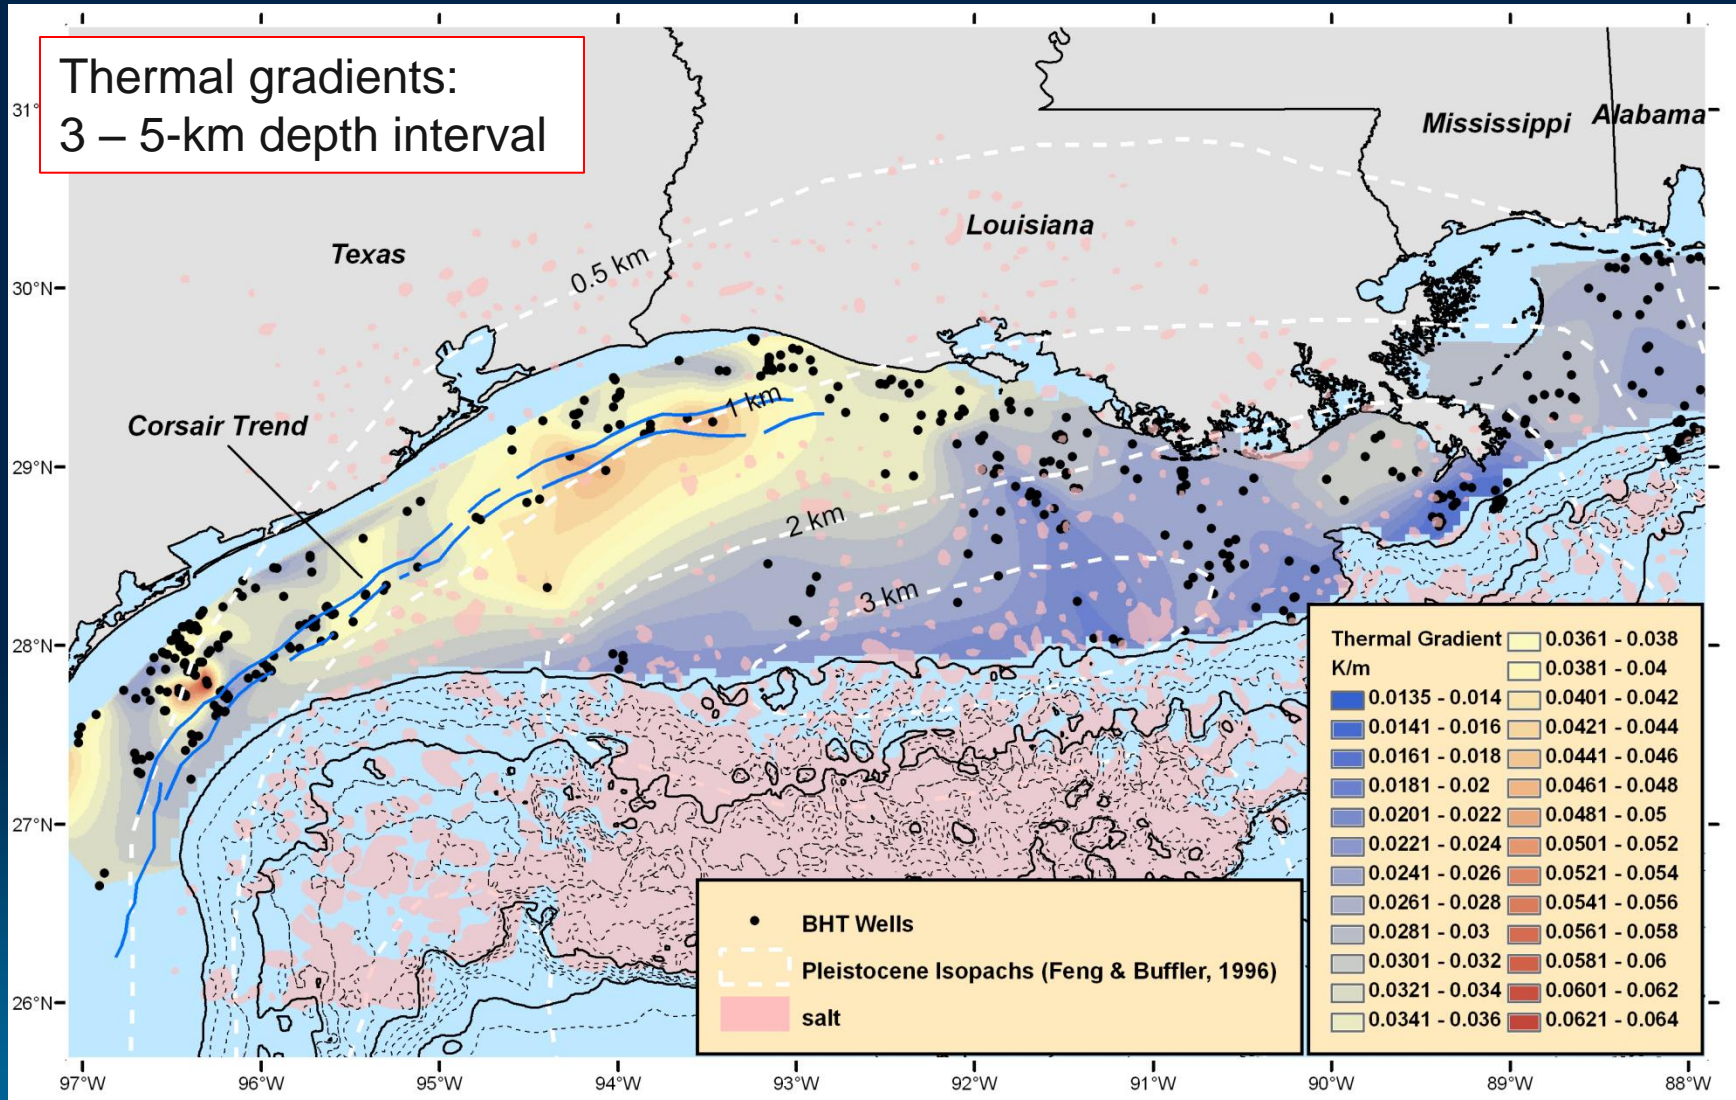 Thermal gradients:
3 – 5-km depth interval
31°
30°N
29°N
28°N
27°N
26°N
Texas
Louisiana
Mississippi
Alabama
0.5 km
1 km
2 km
3 km
Corsair Trend
BHT Wells
Pleistocene Isopachs (Feng & Buffler, 1996)
salt
Thermal Gradient
K/m
0.0135 - 0.014
0.0141 - 0.016
0.0161 - 0.018
0.0181 - 0.02
0.0201 - 0.022
0.0221 - 0.024
0.0241 - 0.026
0.0261 - 0.028
0.0281 - 0.03
0.0301 - 0.032
0.0321 - 0.034
0.0341 - 0.036
0.0361 - 0.038
0.0381 - 0.04
0.0401 - 0.042
0.0421 - 0.044
0.0441 - 0.046
0.0461 - 0.048
0.0481 - 0.05
0.0501 - 0.052
0.0521 - 0.054
0.0541 - 0.056
0.0561 - 0.058
0.0581 - 0.06
0.0601 - 0.062
0.0621 - 0.064
97°W
96°W
95°W
94°W
93°W
92°W
91°W
90°W
89°W
88°W